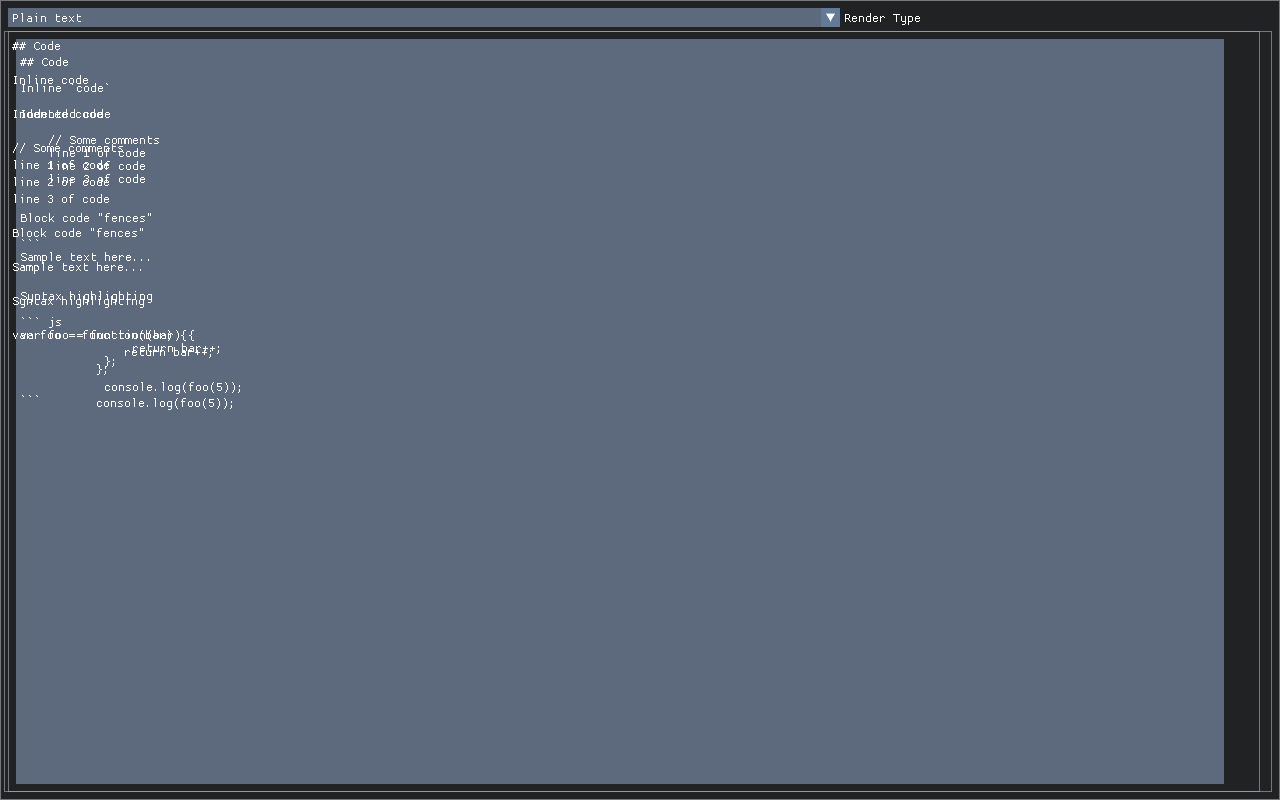 Plain text
▼ Render Type
## Code
## Code
Inline code
Inline `code`
Indented code
Indented code
// Some comments
// Some comments
line 1 of code
line 1 of code
line 2 of code
line 2 of code
line 3 of code
line 3 of code
Block code "fences"
Block code "fences"
```
Sample text here...
Sample text here...
Syntax highlighting
Syntax highlighting
``` js
var foo = function (bar) {
var foo = function (bar) {
return bar++;
return bar++;
};
};
console.log(foo(5));
```
console.log(foo(5));